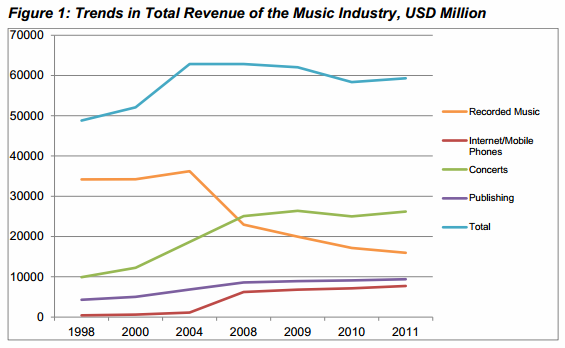 Figure 1: Trends in Total Revenue of the Music Industry, USD Million
70000
60000
50000
40000
30000
20000
10000
0
1998 2000 2004 2008 2009 2010 2011
Recorded Music
Internet/Mobile
Phones
Concerts
Publishing
Total